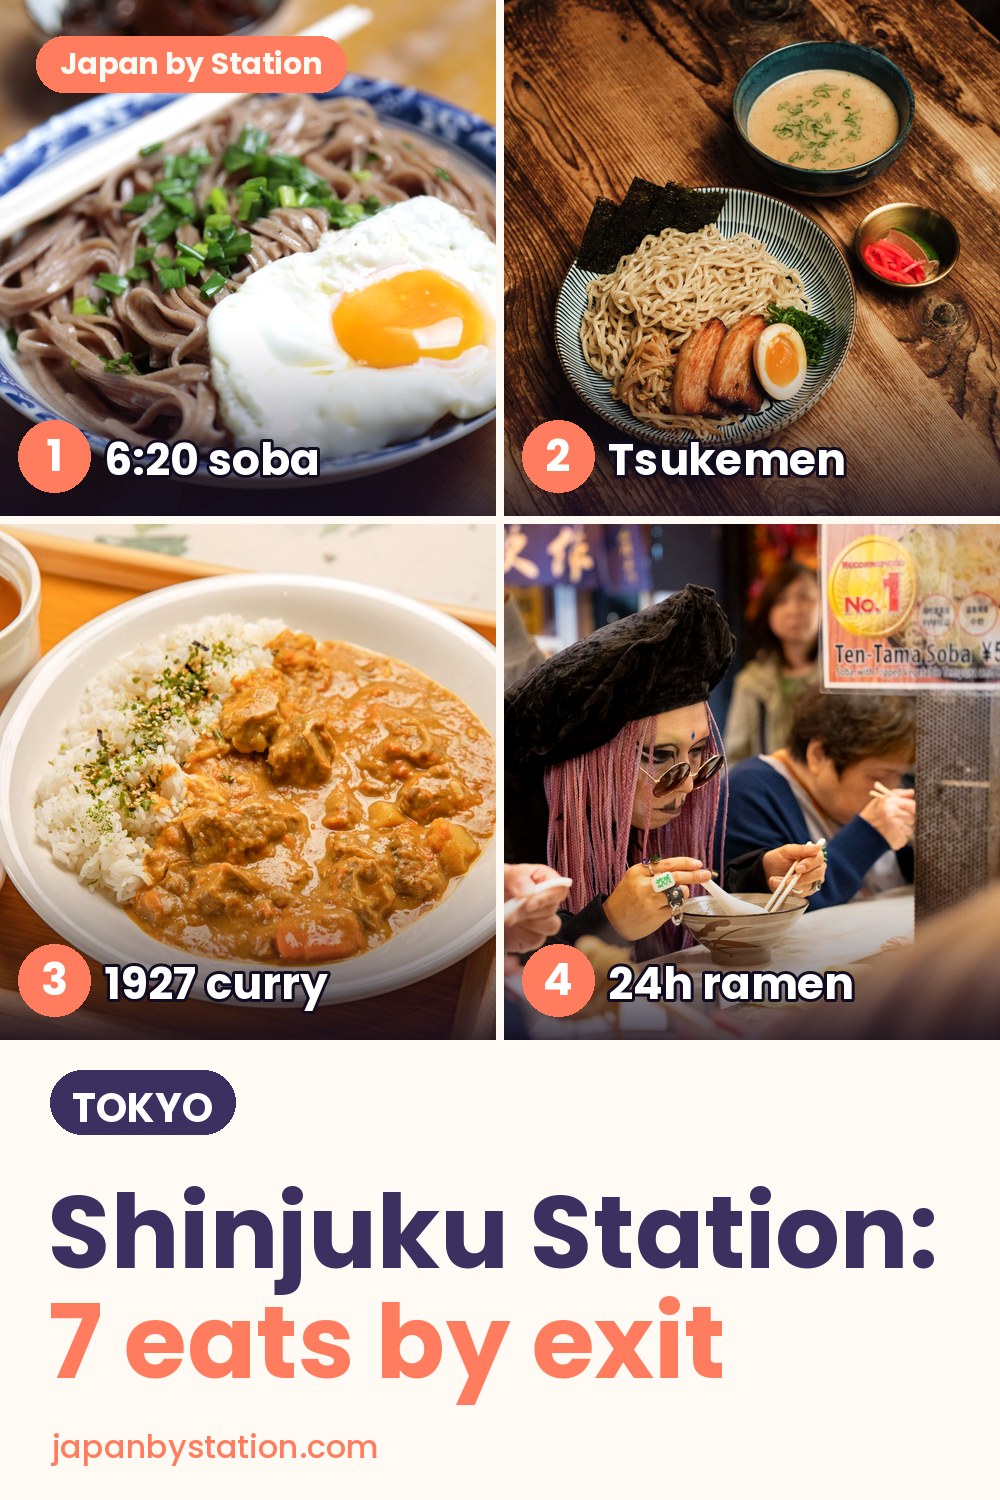 Japan by Station
1 6:20 soba
2 Tsukemen
No.1
Ten-Tama Soba ¥5
3 1927 curry
4 24h ramen
TOKYO
Shinjuku Station:
7 eats by exit
japanbystation.com